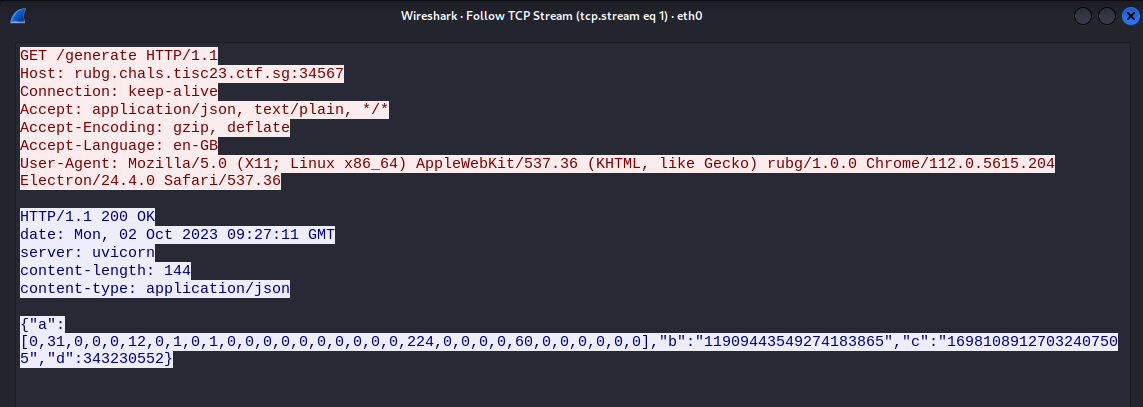 Wireshark · Follow TCP Stream (tcp.stream eq 1) · eth0
GET /generate HTTP/1.1
Host: rubg.chals.tisc23.ctf.sg:34567
Connection: keep-alive
Accept: application/json, text/plain, */*
Accept-Encoding: gzip, deflate
Accept-Language: en-GB
User-Agent: Mozilla/5.0 (X11; Linux x86_64) AppleWebKit/537.36 (KHTML, like Gecko) rubg/1.0.0 Chrome/112.0.5615.204
Electron/24.4.0 Safari/537.36
HTTP/1.1 200 OK
date: Mon, 02 Oct 2023 09:27:11 GMT
server: uvicorn
content-length: 144
content-type: application/json
{"a":
[0,31,0,0,0,12,0,1,0,1,0,0,0,0,0,0,0,0,0,0,224,0,0,0,0,60,0,0,0,0,0,0],"b":"11909443549274183865","c":"1698108912703240750
5","d":343230552}